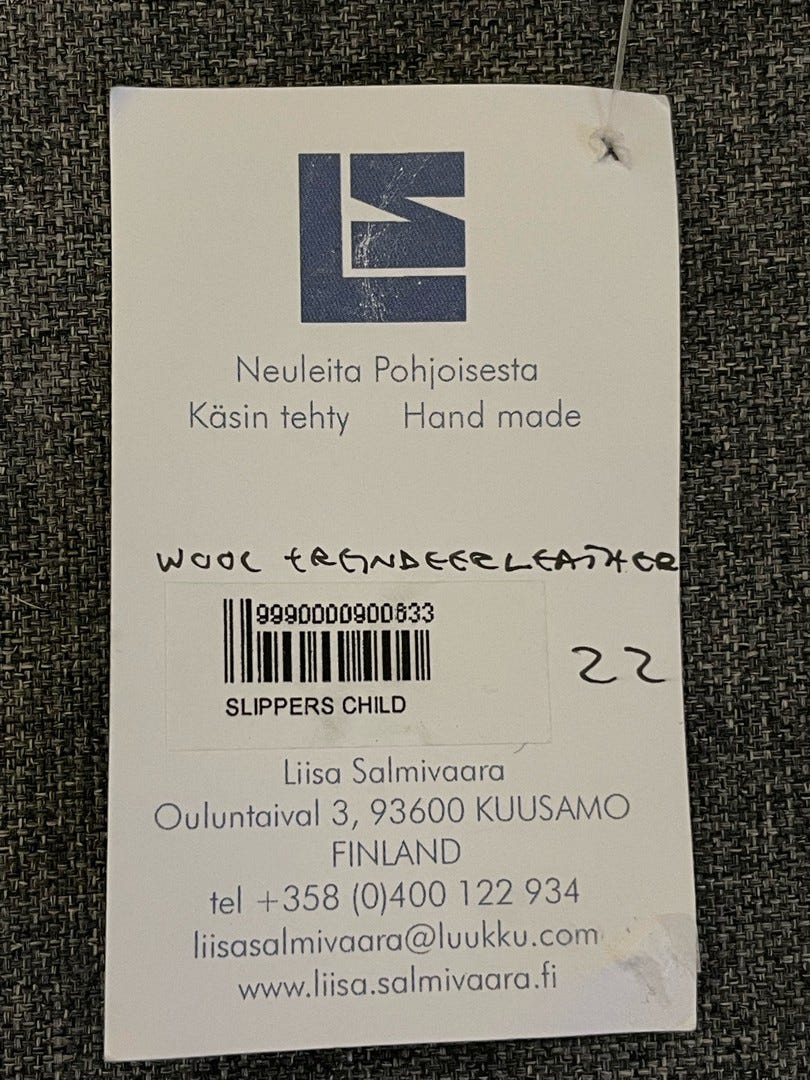 LS
Neuleita Pohjoisesta
Käsin tehty Hand made
WOOL + REINDEERLEATHER
9990000900633
22
SLIPPERS CHILD
Liisa Salmivaara
Ouluntaival 3, 93600 KUUSAMO
FINLAND
tel +358 (0)400 122 934
liisasalmivaara@luukku.com
www.liisa.salmivaara.fi